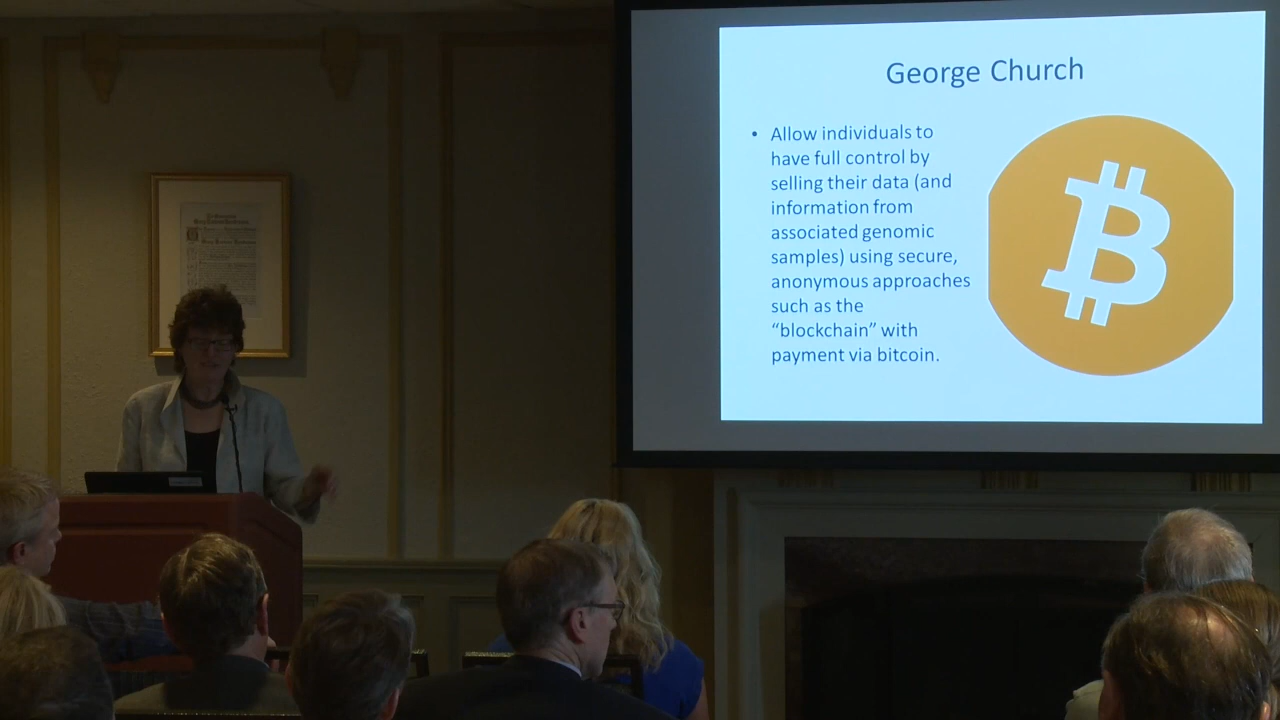 George Church
• Allow individuals to
have full control by
selling their data (and
information from
associated genomic
samples) using secure,
anonymous approaches
such as the
“blockchain” with
payment via bitcoin.